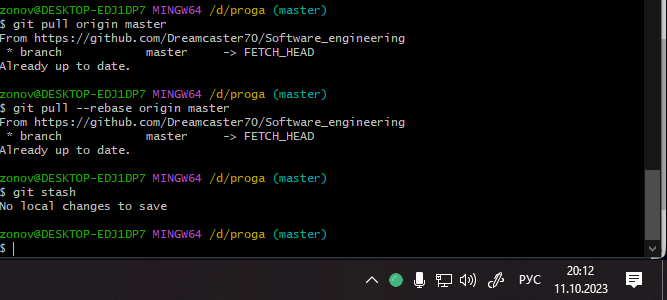 zonov@DESKTOP-EDJ1DP7 MINGW64 /d/proga (master)
$ git pull origin master
From https://github.com/Dreamcaster70/Software_engineering
 * branch            master     -> FETCH_HEAD
Already up to date.
zonov@DESKTOP-EDJ1DP7 MINGW64 /d/proga (master)
$ git pull --rebase origin master
From https://github.com/Dreamcaster70/Software_engineering
 * branch            master     -> FETCH_HEAD
Already up to date.
zonov@DESKTOP-EDJ1DP7 MINGW64 /d/proga (master)
$ git stash
No local changes to save
zonov@DESKTOP-EDJ1DP7 MINGW64 /d/proga (master)
$
РУС
20:12
11.10.2023